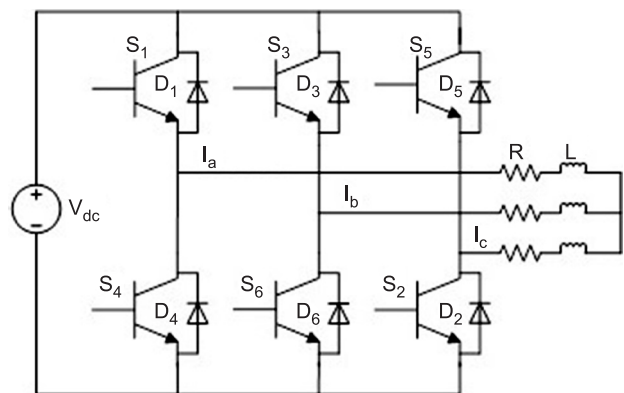 S1 S3 S5
D1 D3 D5
Ia R L
Vdc Ib
Ic
S4 S6 S2
D4 D6 D2
+
−